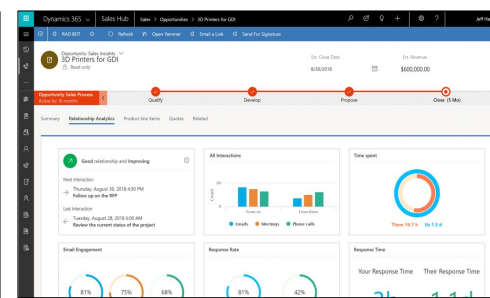 Dynamics 365
Sales Hub
Sales > Opportunities > 3D Printers for GDI
Jeff Ha
RAD BOT
Refresh
Open Yammer
Email a Link
Send For Signature
Opportunity: Sales Insights
3D Printers for GDI
Read only
Est. Close Date
8/30/2018
Est. Revenue
$600,000.00
Opportunity Sales Process
Active for 16 months
Qualify
Develop
Propose
Close (5 Mo)
Summary
Relationship Analytics
Product line items
Quotes
Related
Good relationship and Improving
Next Interaction
Thursday, August 30, 2018 4:30 PM
Follow up on the RFP
Last Interaction
Tuesday, August 28, 2018 6:00 AM
Review the current status of the project
All Interactions
Count
0
From us
From them
Emails
Meetings
Phone calls
Time spent
Them 14.7 h Us 1.3 d
Email Engagement
81%
75%
68%
Response Rate
81%
42%
Response Time
Your Response Time
Their Response Time